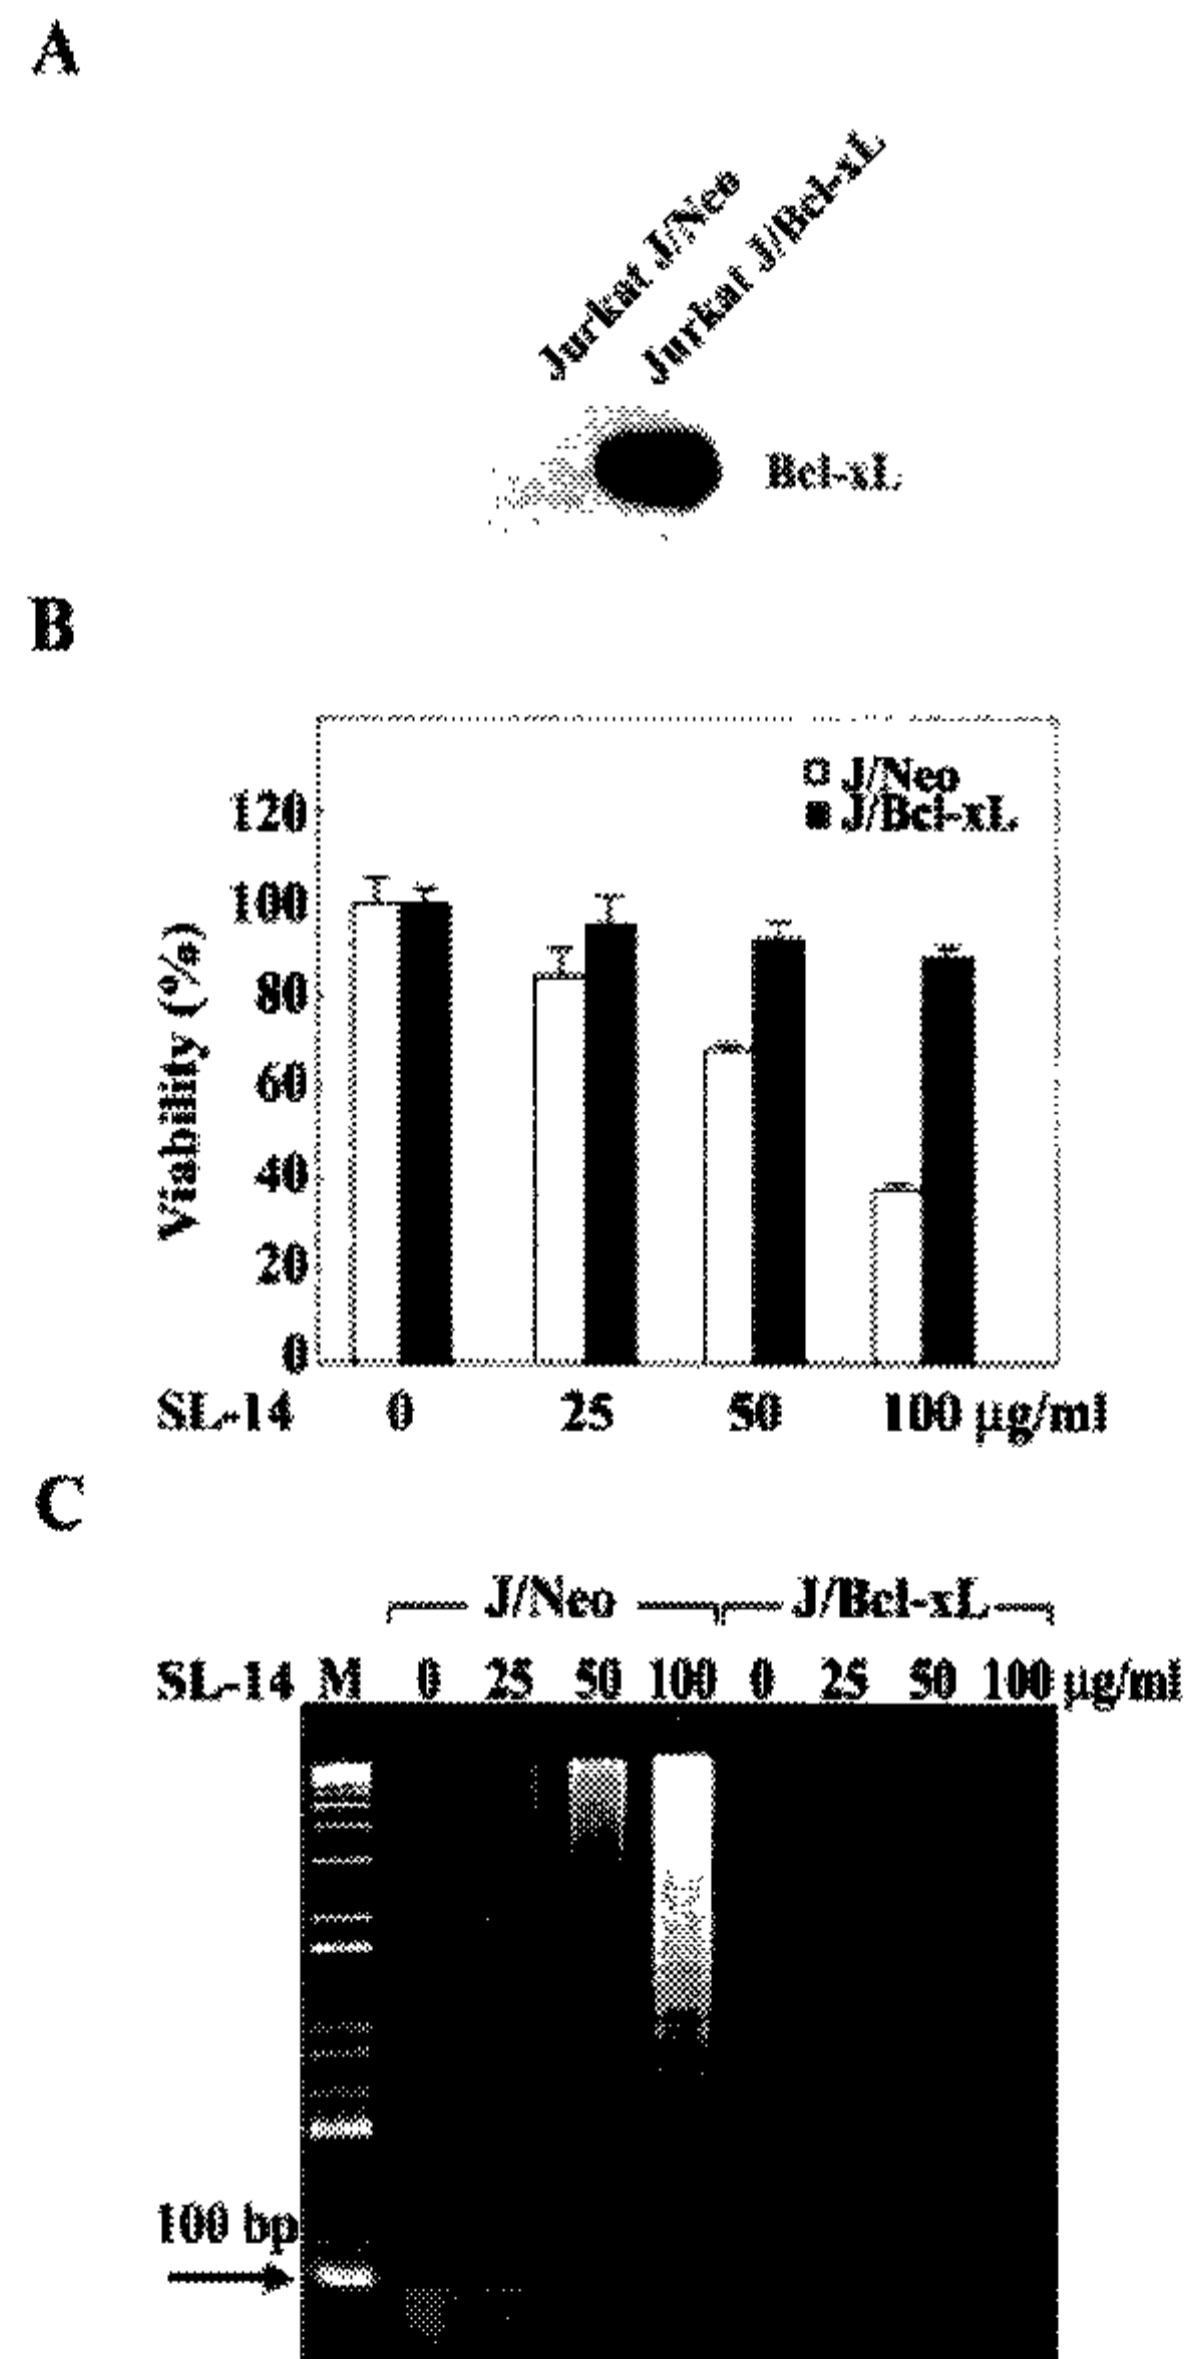 A
Jurkat J/Neo
Jurkat J/Bcl-xL
Bcl-xL
B
J/Neo
J/Bcl-xL
120
100
80
60
40
20
0
Viability (%)
SL-14 0 25 50 100 µg/ml
C
J/Neo J/Bcl-xL
SL-14 M 0 25 50 100 0 25 50 100 µg/ml
100 bp